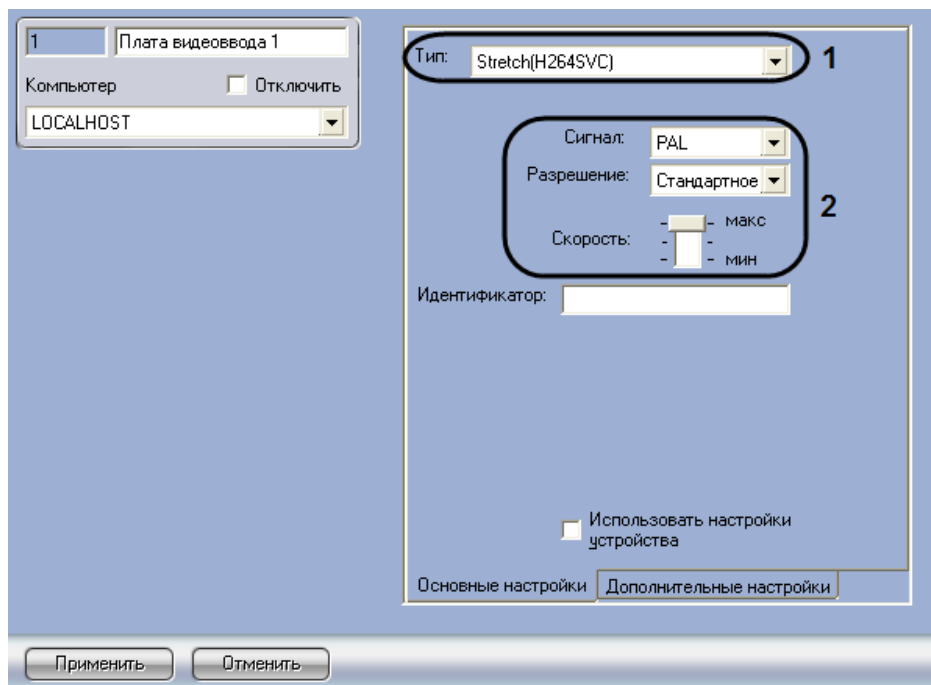 1
Плата видеоввода 1
Компьютер
Отключить
LOCALHOST
Тип:
Stretch(H264SVC)
1
Сигнал:
PAL
Разрешение:
Стандартное
2
Скорость:
макс
мин
Идентификатор:
Использовать настройки
устройства
Основные настройки
Дополнительные настройки
Применить
Отменить